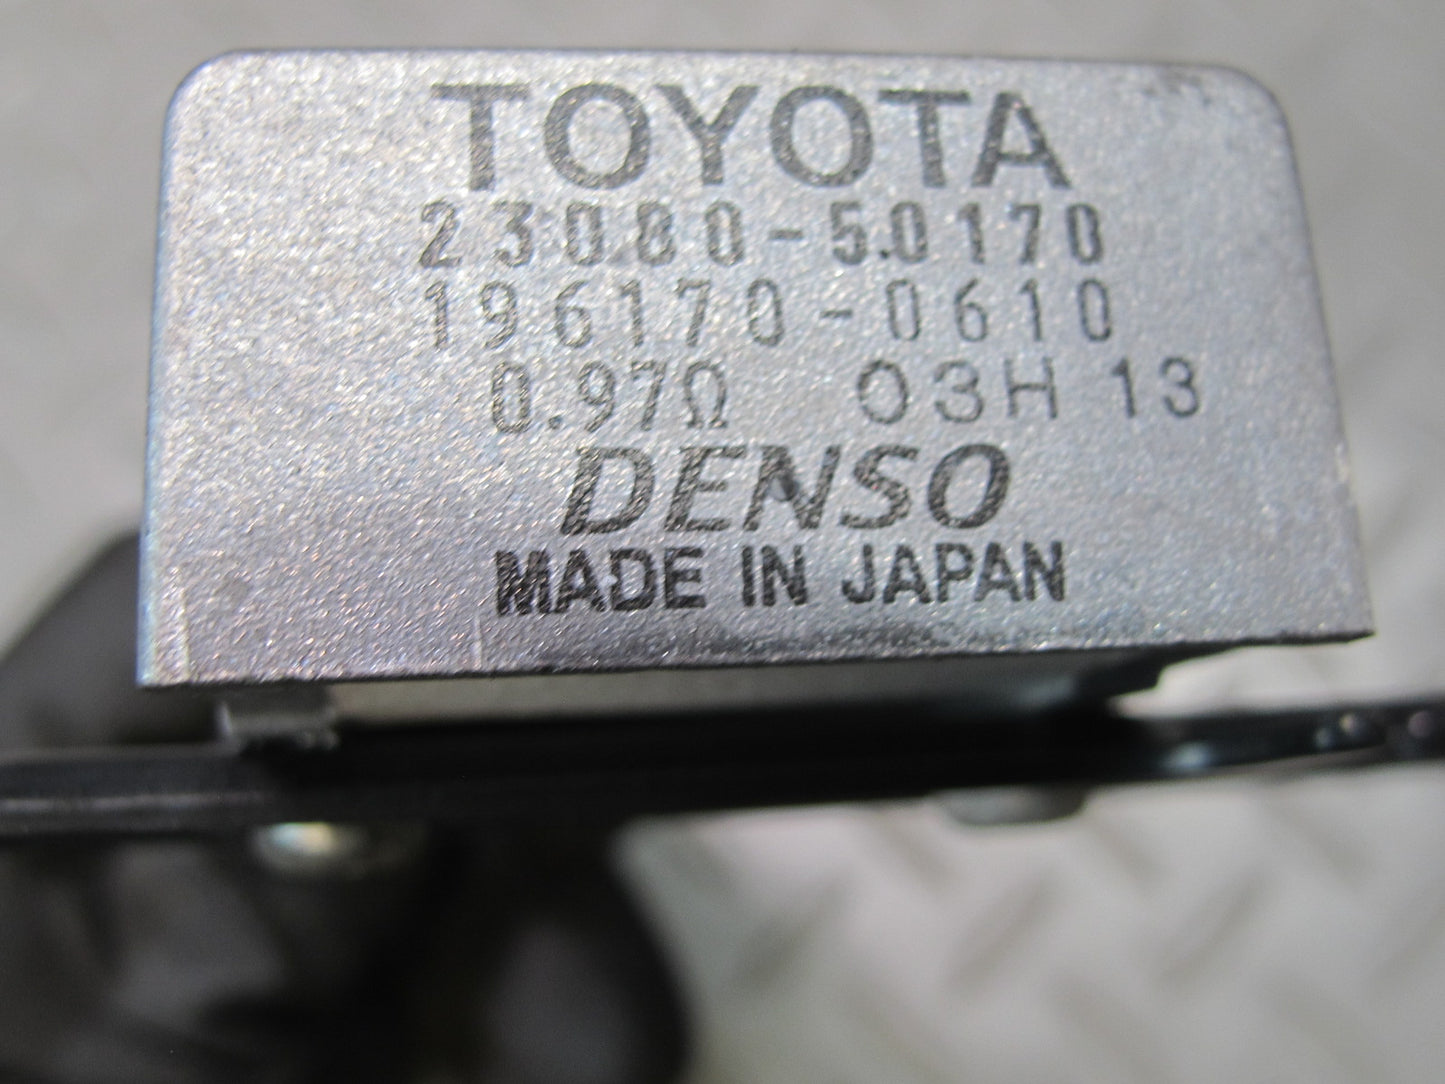 TOYOTA
23080-50170
196170-0610
0.97Ω 03H 13
DENSO
MADE IN JAPAN